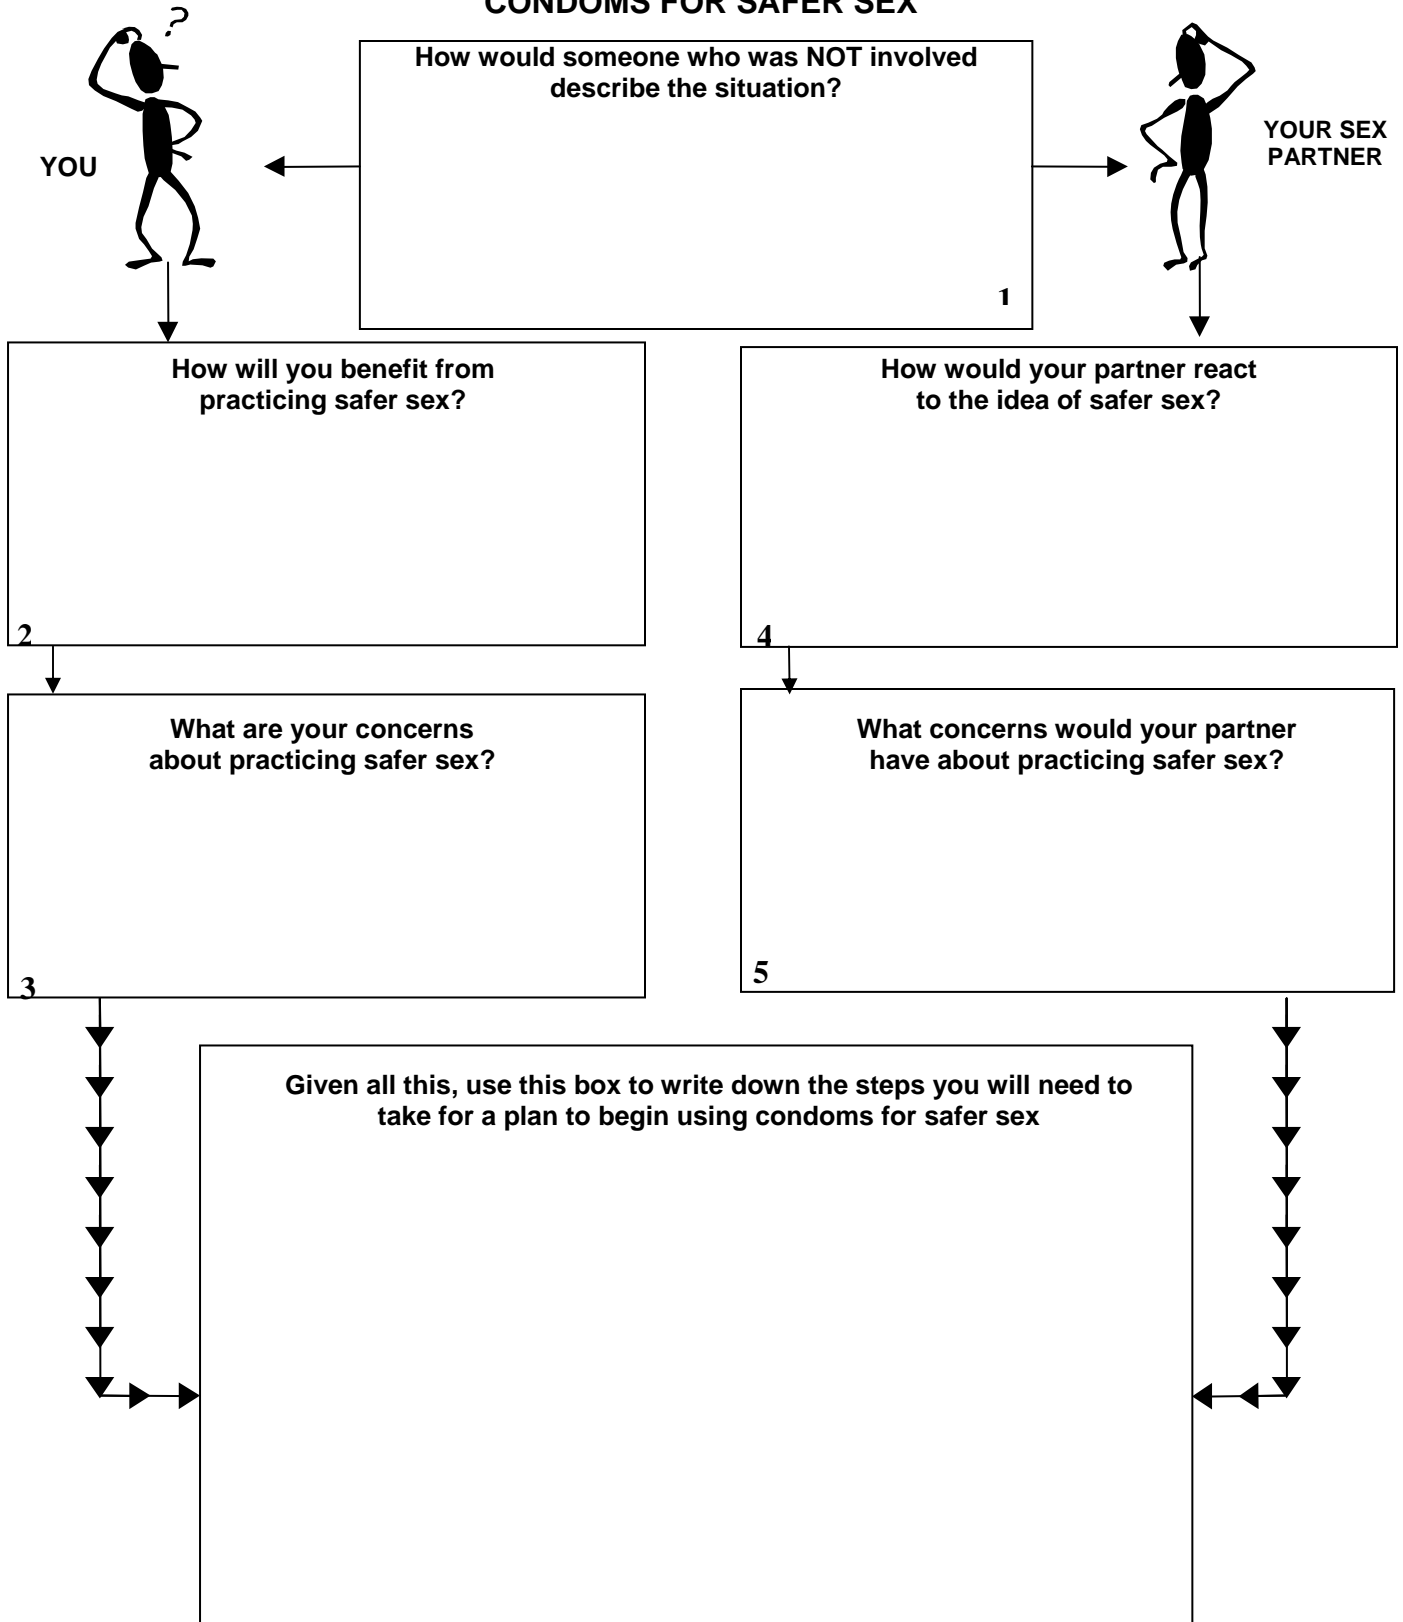 CONDOMS FOR SAFER SEX
?
How would someone who was NOT involved
describe the situation?
YOU
YOUR SEX
PARTNER
1
How will you benefit from
practicing safer sex?
2
How would your partner react
to the idea of safer sex?
4
What are your concerns
about practicing safer sex?
3
What concerns would your partner
have about practicing safer sex?
5
Given all this, use this box to write down the steps you will need to
take for a plan to begin using condoms for safer sex